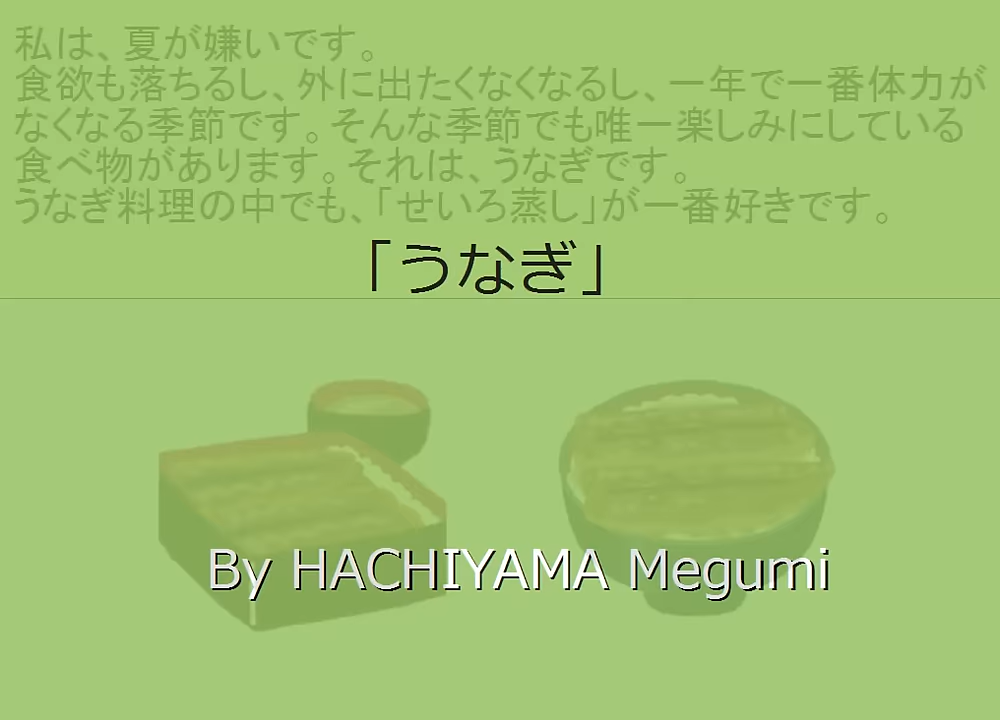 私は、夏が嫌いです。
食欲も落ちるし、外に出たくなくなるし、一年で一番体力が
なくなる季節です。そんな季節でも唯一楽しみにしている
食べ物があります。それは、うなぎです。
うなぎ料理の中でも、「せいろ蒸し」が一番好きです。
「うなぎ」
By HACHIYAMA Megumi